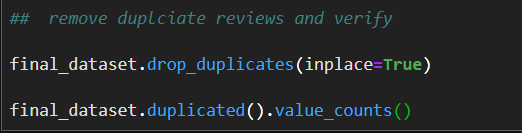 ##  remove duplciate reviews and verify
final_dataset.drop_duplicates(inplace=True)
final_dataset.duplicated().value_counts()